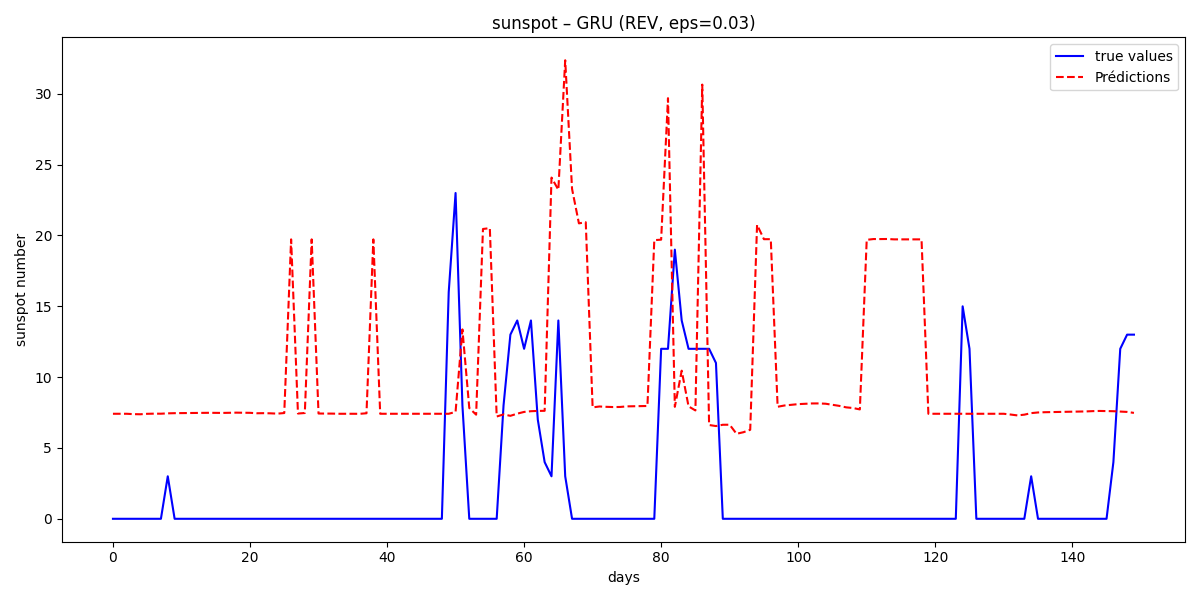 sunspot – GRU (REV, eps=0.03)
true values
Prédictions
sunspot number
30
25
20
15
10
5
0
0 20 40 60 80 100 120 140
days